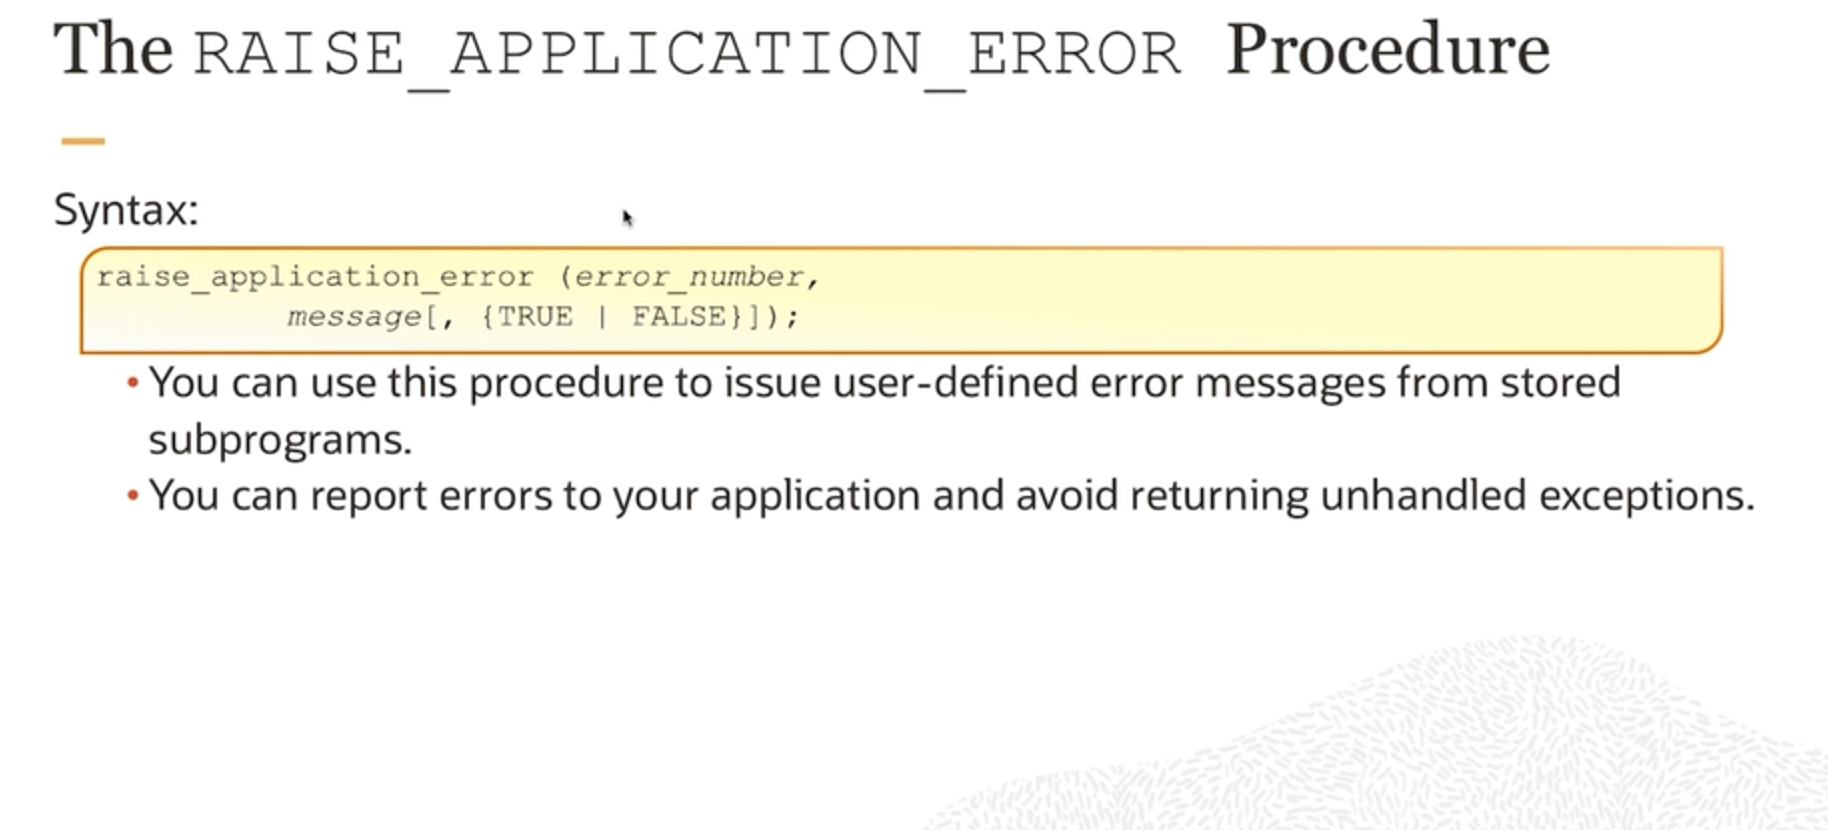 The RAISE_APPLICATION_ERROR Procedure
Syntax:
raise_application_error (error_number,
message[, {TRUE | FALSE}]);
• You can use this procedure to issue user-defined error messages from stored
subprograms.
• You can report errors to your application and avoid returning unhandled exceptions.